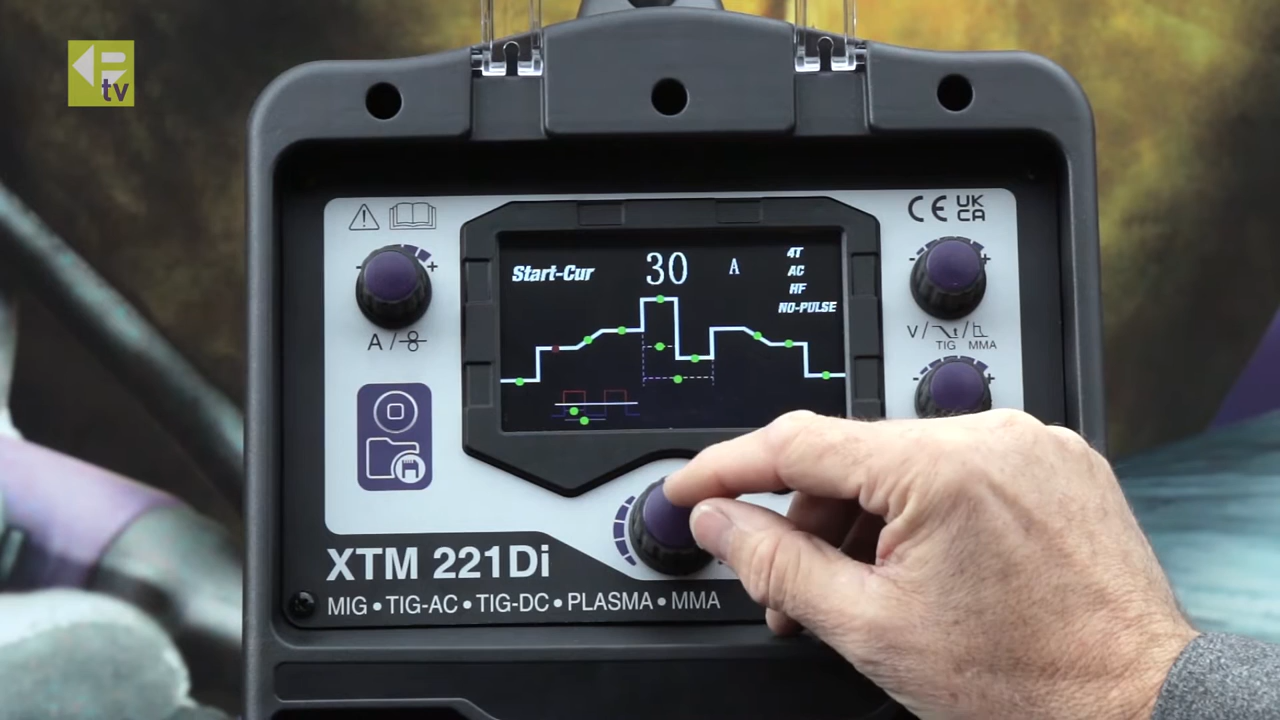 tv
CE UK CA
- +
- +
Start-Cur 30 A
4T
AC
HF
NO-PULSE
A /
V/ / 
TIG MMA
- +
XTM 221Di
MIG • TIG-AC • TIG-DC • PLASMA • MMA